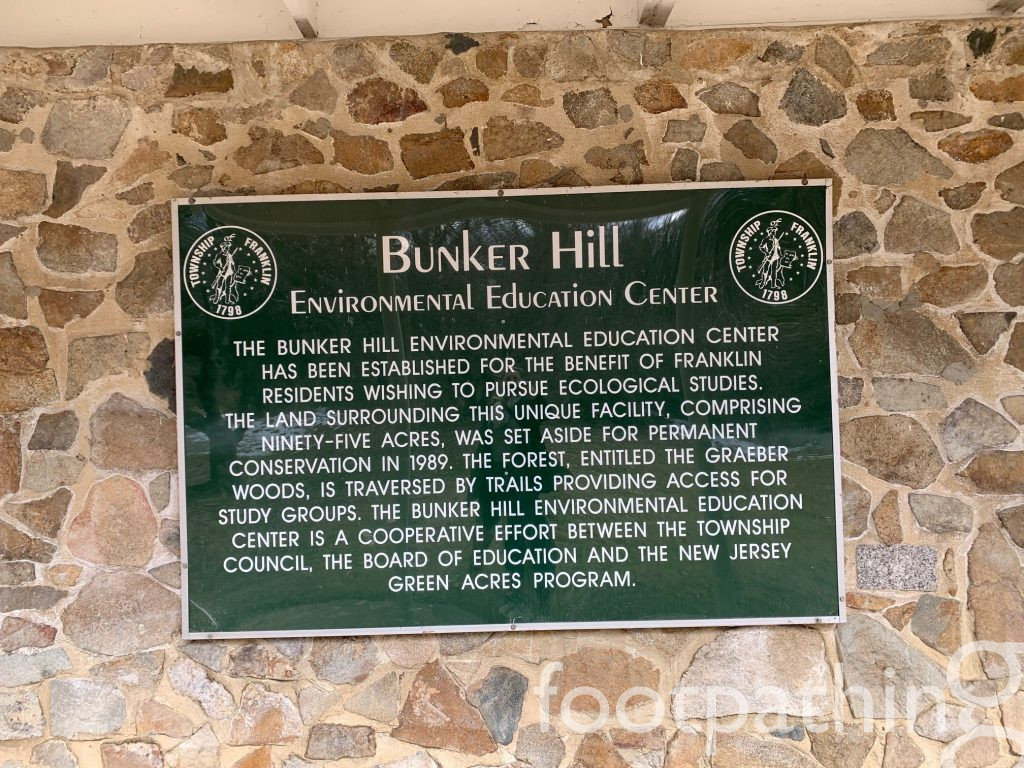 TOWNSHIP of FRANKLIN
1798
BUNKER HILL
ENVIRONMENTAL EDUCATION CENTER
TOWNSHIP of FRANKLIN
1798
THE BUNKER HILL ENVIRONMENTAL EDUCATION CENTER
HAS BEEN ESTABLISHED FOR THE BENEFIT OF FRANKLIN
RESIDENTS WISHING TO PURSUE ECOLOGICAL STUDIES.
THE LAND SURROUNDING THIS UNIQUE FACILITY, COMPRISING
NINETY-FIVE ACRES, WAS SET ASIDE FOR PERMANENT
CONSERVATION IN 1989. THE FOREST, ENTITLED THE GRAEBER
WOODS, IS TRAVERSED BY TRAILS PROVIDING ACCESS FOR
STUDY GROUPS. THE BUNKER HILL ENVIRONMENTAL EDUCATION
CENTER IS A COOPERATIVE EFFORT BETWEEN THE TOWNSHIP
COUNCIL, THE BOARD OF EDUCATION AND THE NEW JERSEY
GREEN ACRES PROGRAM.
footpathing